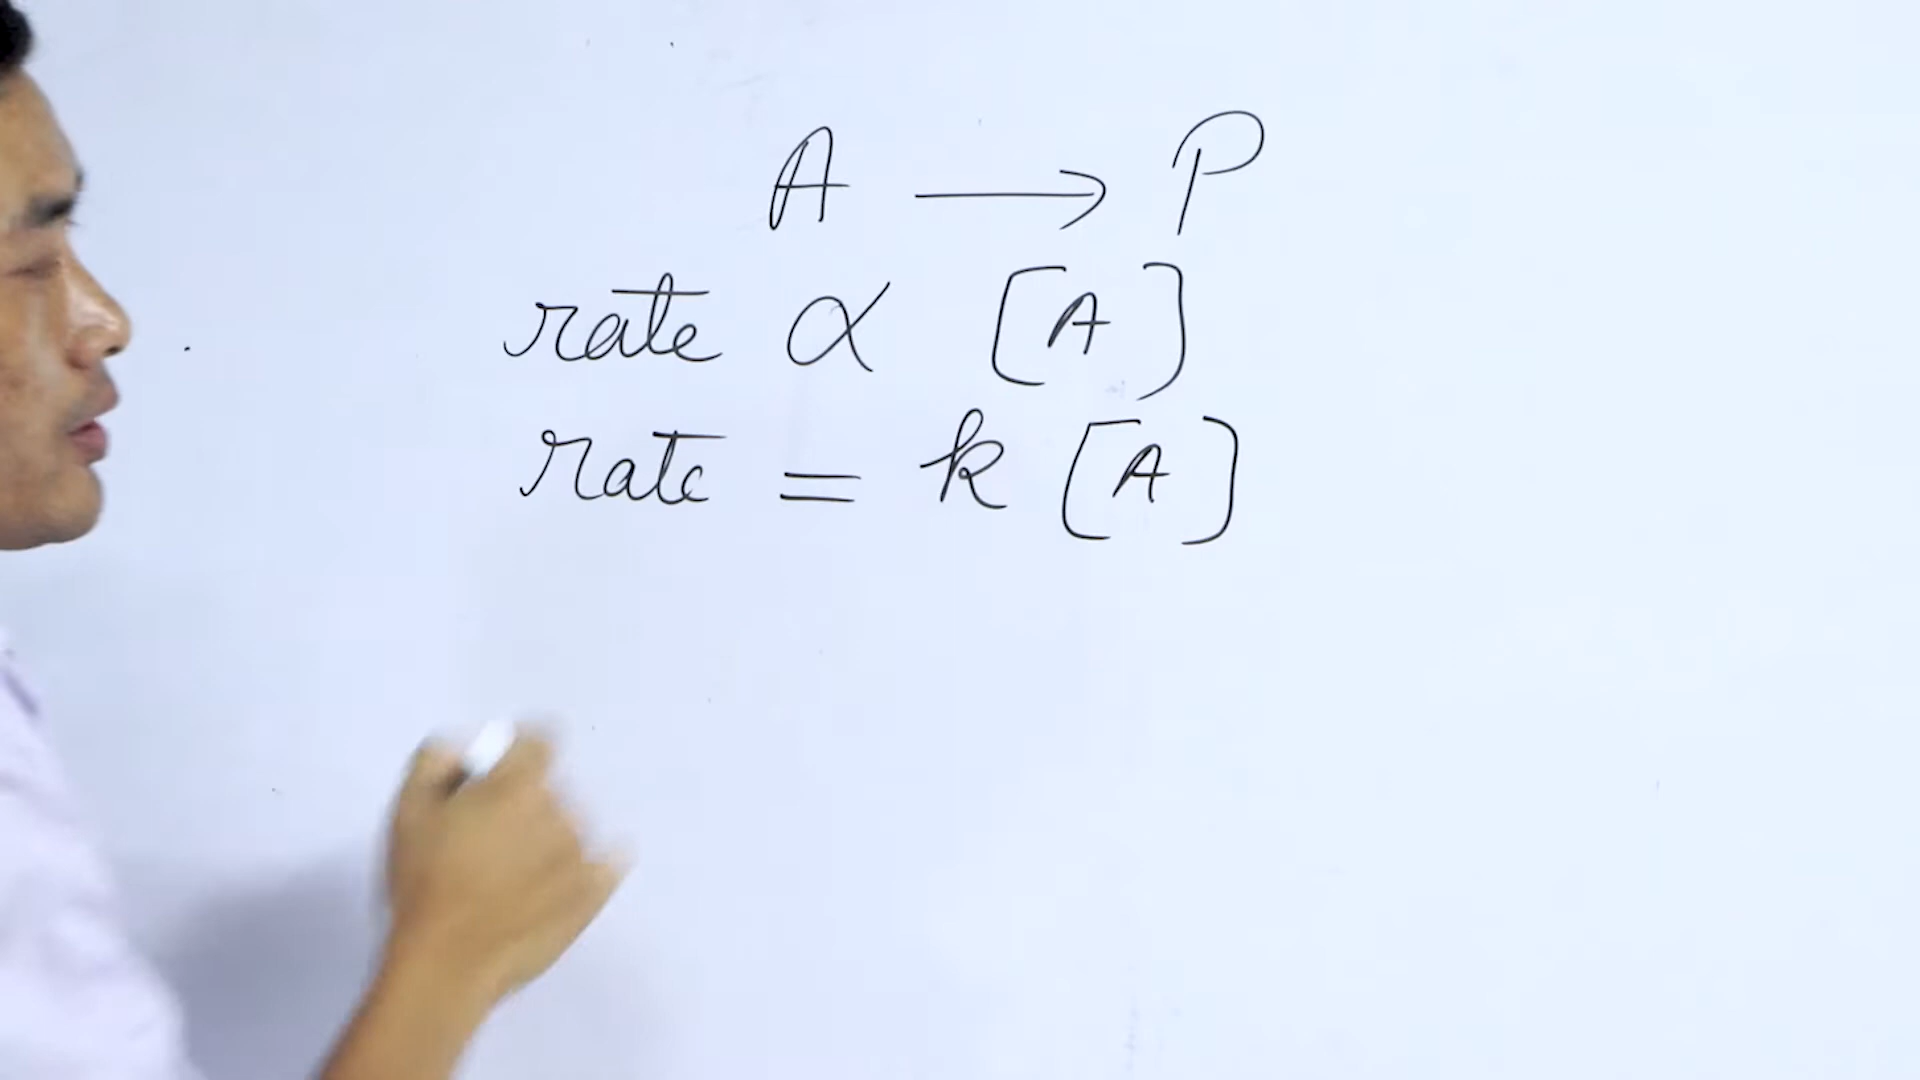 A → P
rate ∝ [A]
rate = k [A]